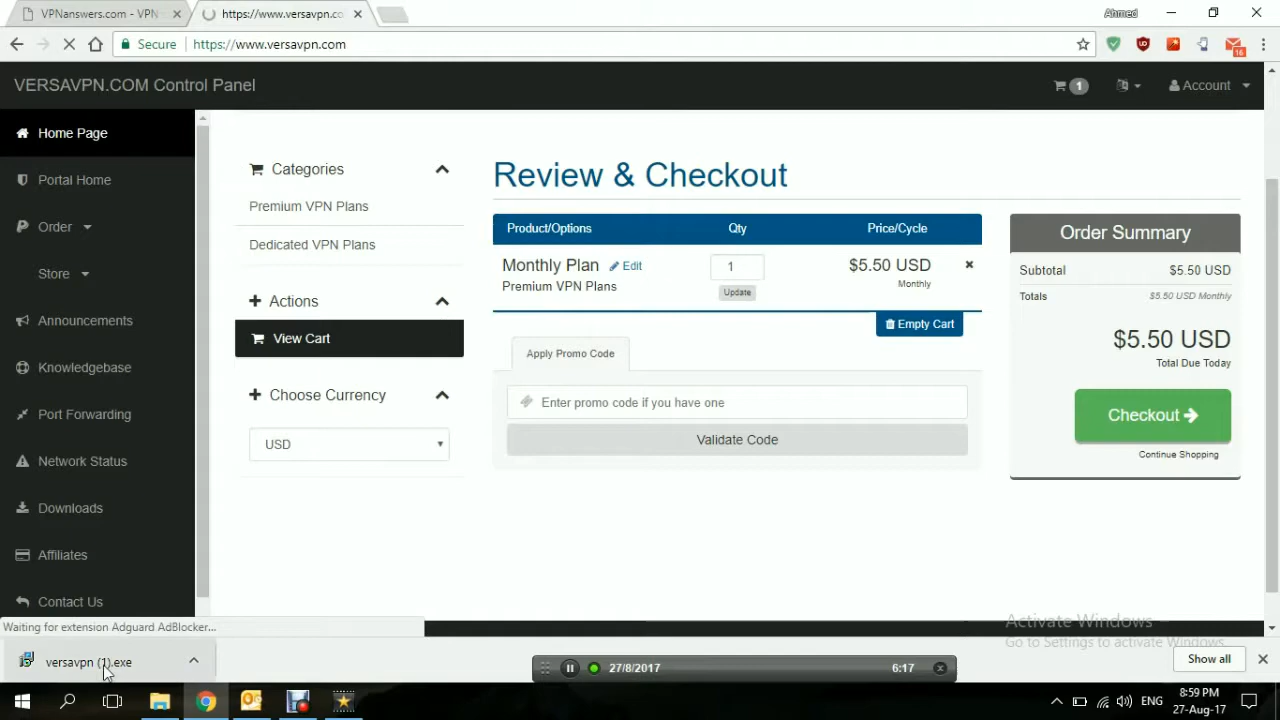 VPNanswers.com - VPN
https://www.versavpn.co
Ahmed
Secure
https://www.versavpn.com
16
VERSAVPN.COM Control Panel
1
Account
Home Page
Portal Home
Order
Store
Announcements
Knowledgebase
Port Forwarding
Network Status
Downloads
Affiliates
Contact Us
Categories
Premium VPN Plans
Dedicated VPN Plans
Actions
View Cart
Choose Currency
USD
Review & Checkout
Product/Options Qty Price/Cycle
Monthly Plan Edit 1 $5.50 USD
Premium VPN Plans Update Monthly
Empty Cart
Apply Promo Code
Enter promo code if you have one
Validate Code
Order Summary
Subtotal $5.50 USD
Totals $5.50 USD Monthly
$5.50 USD
Total Due Today
Checkout
Continue Shopping
Activate Windows
Go to Settings to activate Windows.
Waiting for extension Adguard AdBlocker...
versavpn (1).exe
27/8/2017 6:17
Show all
ENG
8:59 PM
27-Aug-17